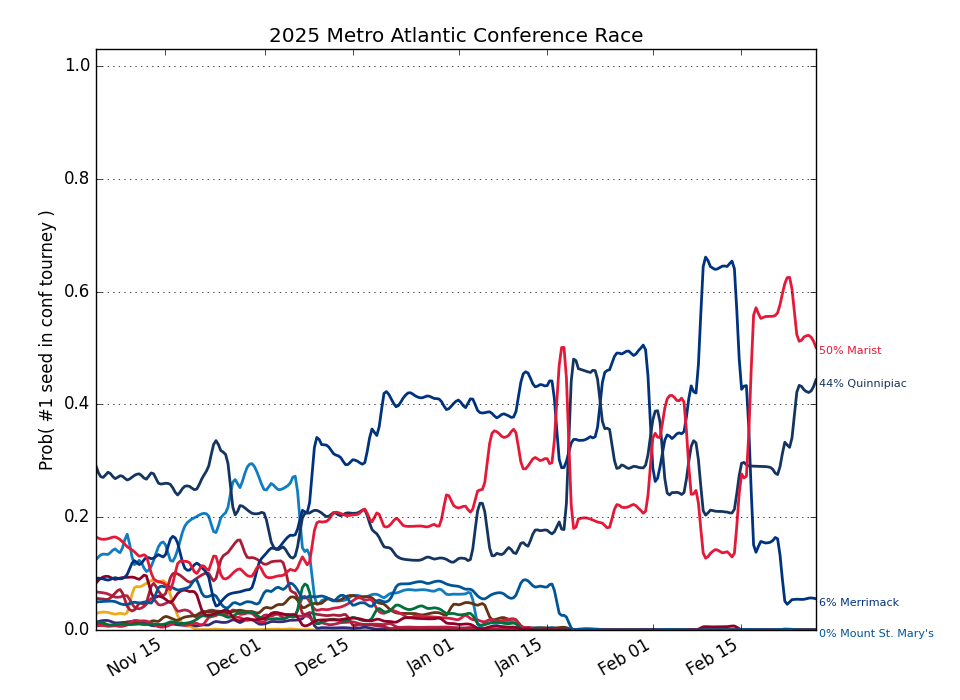 2025 Metro Atlantic Conference Race
Prob( #1 seed in conf tourney )
1.0
0.8
0.6
0.4
0.2
0.0
50% Marist
44% Quinnipiac
6% Merrimack
0% Mount St. Mary's
Nov 15
Dec 01
Dec 15
Jan 01
Jan 15
Feb 01
Feb 15